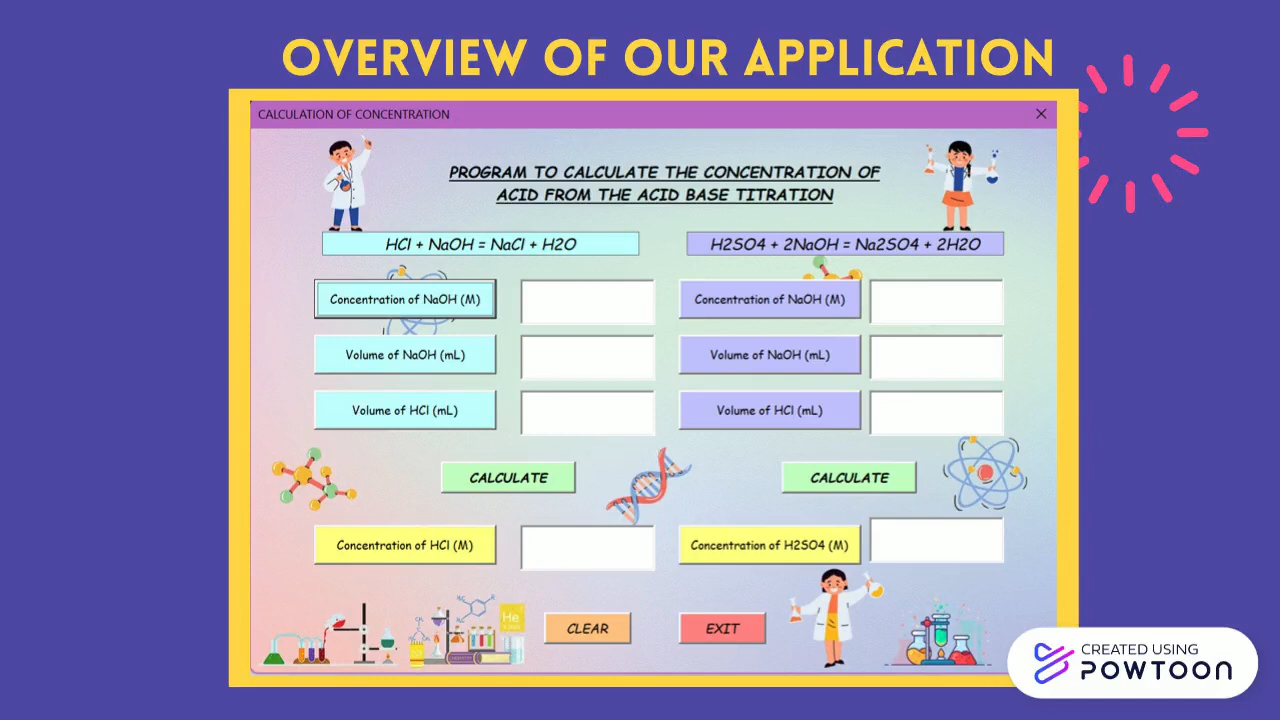 OVERVIEW OF OUR APPLICATION
CALCULATION OF CONCENTRATION
PROGRAM TO CALCULATE THE CONCENTRATION OF
ACID FROM THE ACID BASE TITRATION
HCl + NaOH = NaCl + H2O
H2SO4 + 2NaOH = Na2SO4 + 2H2O
Concentration of NaOH (M)
Concentration of NaOH (M)
Volume of NaOH (mL)
Volume of NaOH (mL)
Volume of HCl (mL)
Volume of HCl (mL)
CALCULATE
CALCULATE
Concentration of HCl (M)
Concentration of H2SO4 (M)
He
CLEAR
EXIT
CREATED USING
POWTOON